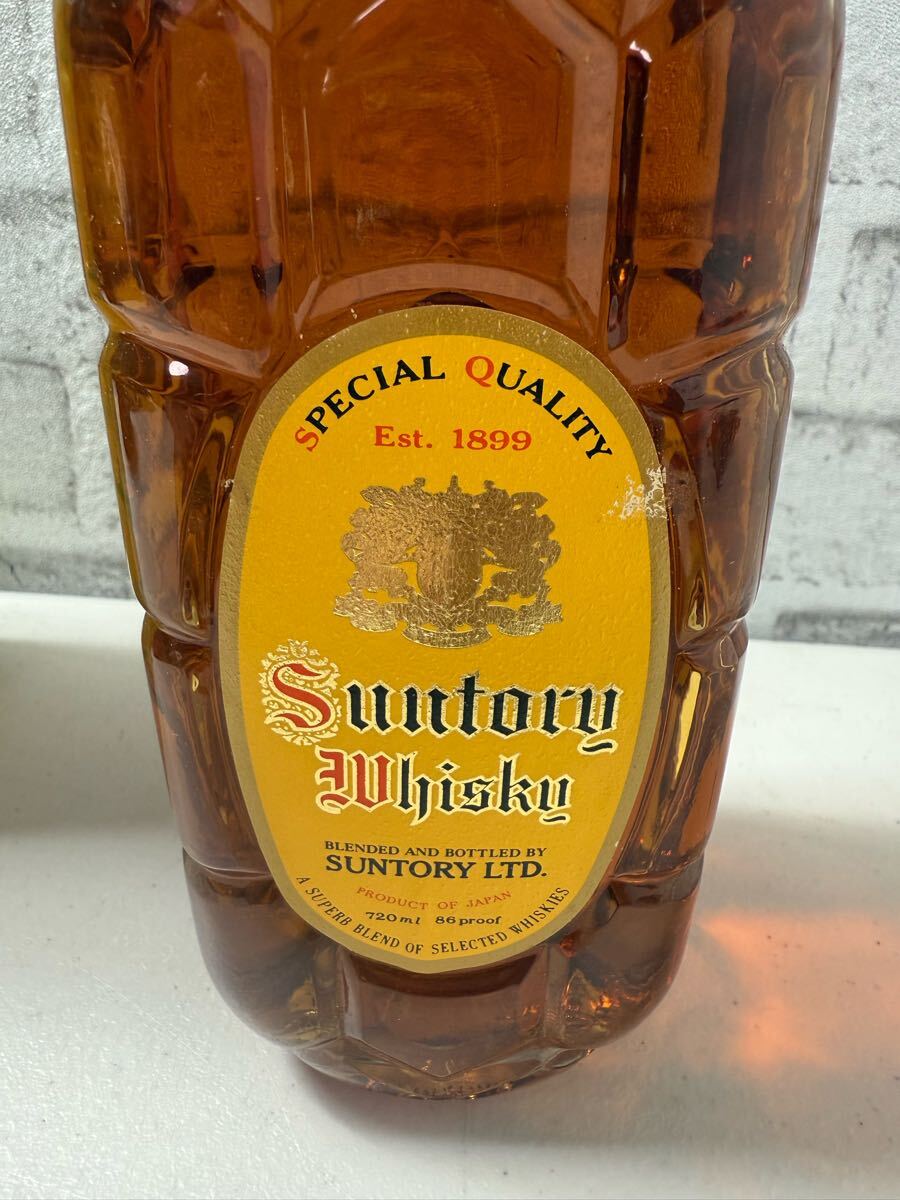 SPECIAL QUALITY
Est. 1899
Suntory
Whisky
BLENDED AND BOTTLED BY
SUNTORY LTD.
PRODUCT OF JAPAN
720ml 86 proof
A SUPERB BLEND OF SELECTED WHISKIES